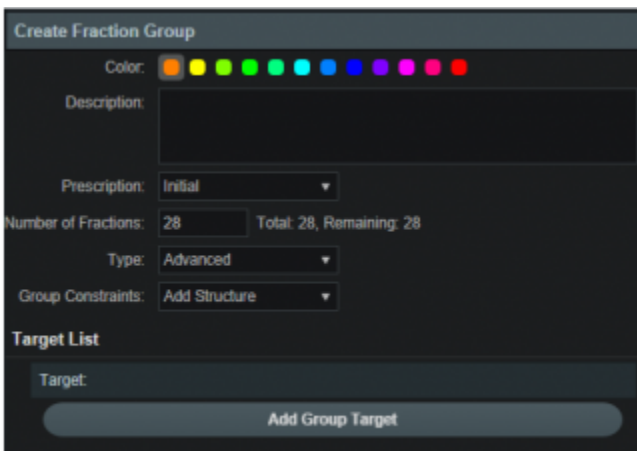 Create Fraction Group
Color:
Description:
Prescription: Initial
Number of Fractions: 28 Total: 28, Remaining: 28
Type: Advanced
Group Constraints: Add Structure
Target List
Target:
Add Group Target